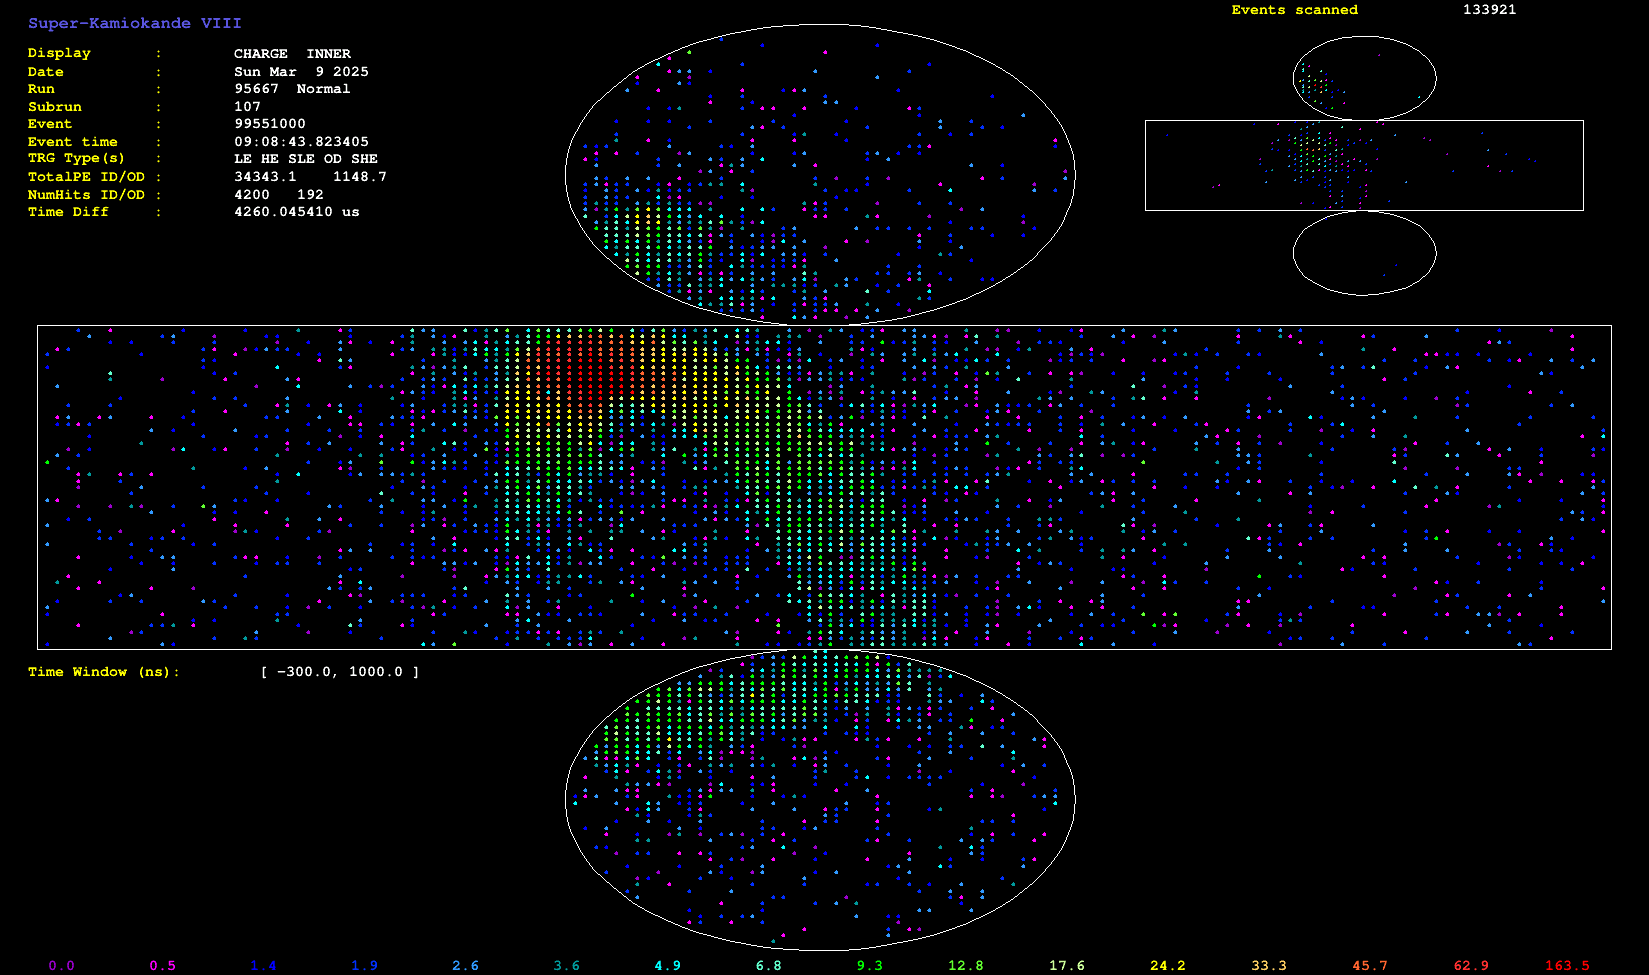 Super-Kamiokande VIII
Events scanned 133921
Display : CHARGE INNER
Date : Sun Mar 9 2025
Run : 95667 Normal
Subrun : 107
Event : 99551000
Event time : 09:08:43.823405
TRG Type(s) : LE HE SLE OD SHE
TotalPE ID/OD : 34343.1 1148.7
NumHits ID/OD : 4200 192
Time Diff : 4260.045410 us
Time Window (ns): [ -300.0, 1000.0 ]
0.0 0.5 1.4 1.9 2.6 3.6 4.9 6.8 9.3 12.8 17.6 24.2 33.3 45.7 62.9 163.5